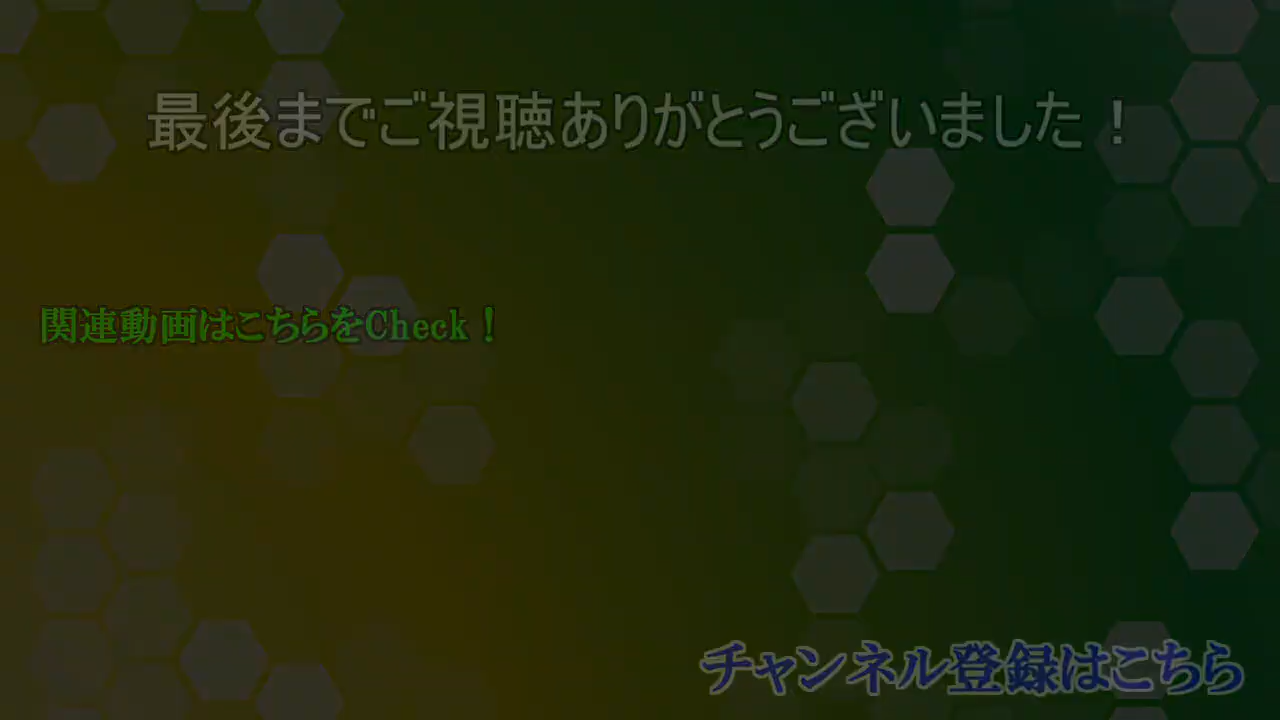 最後までご視聴ありがとうございました！
関連動画はこちらをCheck！
チャンネル登録はこちら